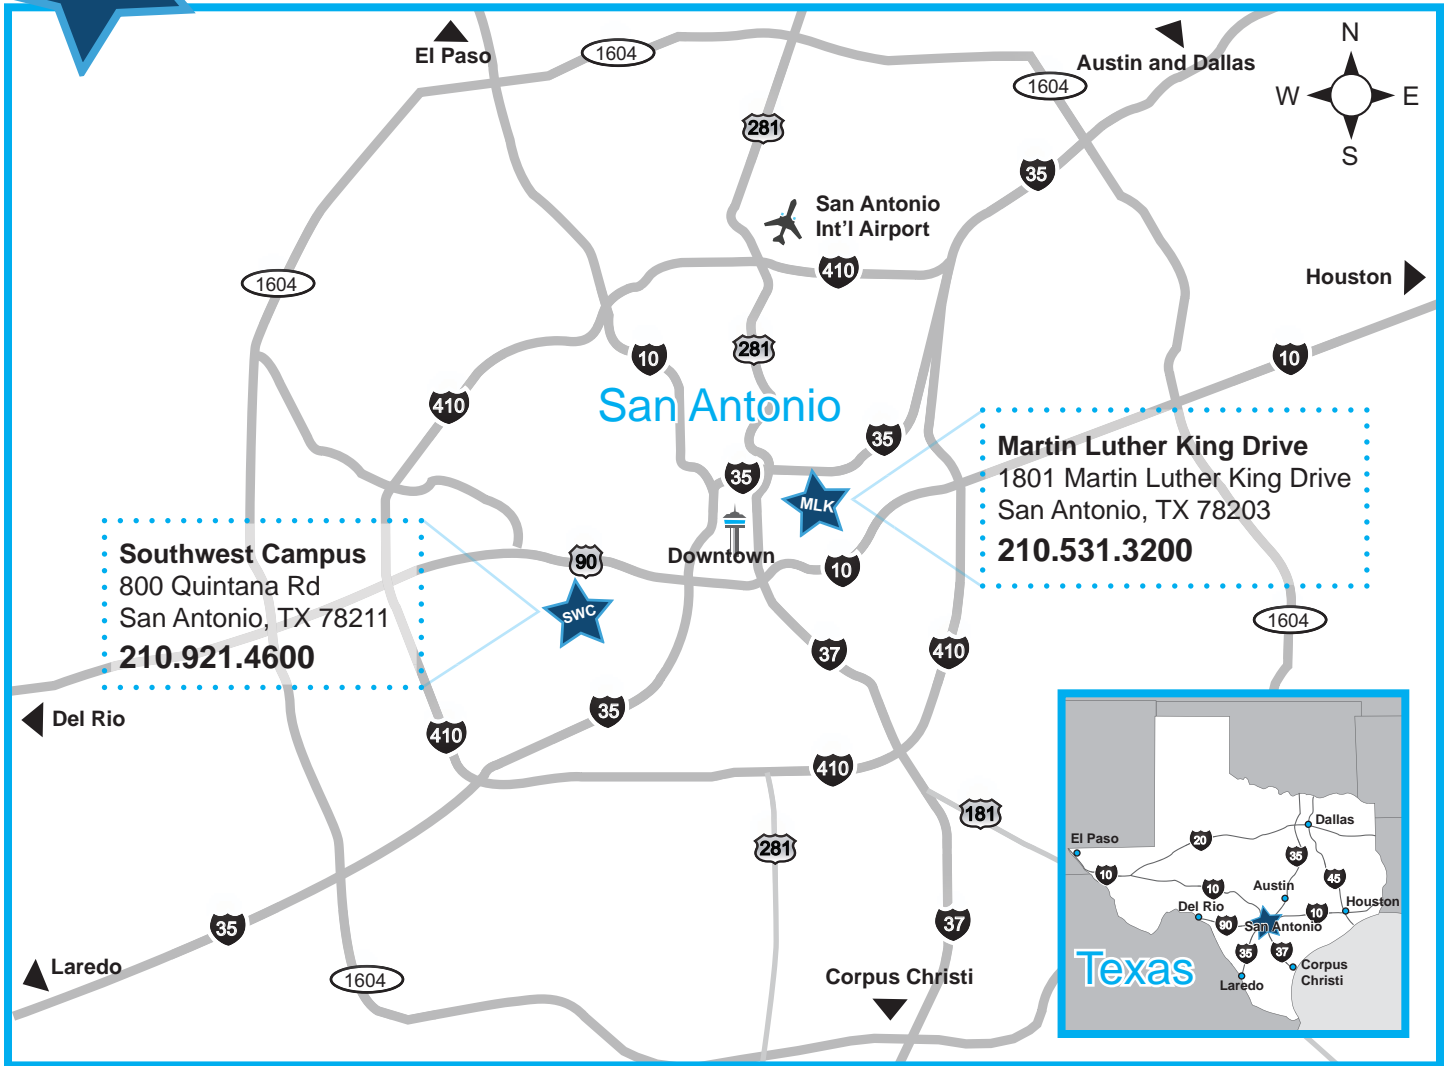 El Paso
1604
Austin and Dallas
1604
N
W
E
S
281
35
San Antonio
Int'l Airport
410
1604
Houston
10
281
10
410
San Antonio
35
35
MLK
Martin Luther King Drive
1801 Martin Luther King Drive
San Antonio, TX 78203
210.531.3200
Downtown
90
10
Southwest Campus
800 Quintana Rd
San Antonio, TX 78211
210.921.4600
SWC
1604
37
410
Del Rio
35
410
410
181
281
37
35
Laredo
1604
Corpus Christi
Dallas
El Paso
20
35
45
10
10
Austin
Del Rio
Houston
10
90
San Antonio
35
37
Texas
Corpus
Christi
Laredo